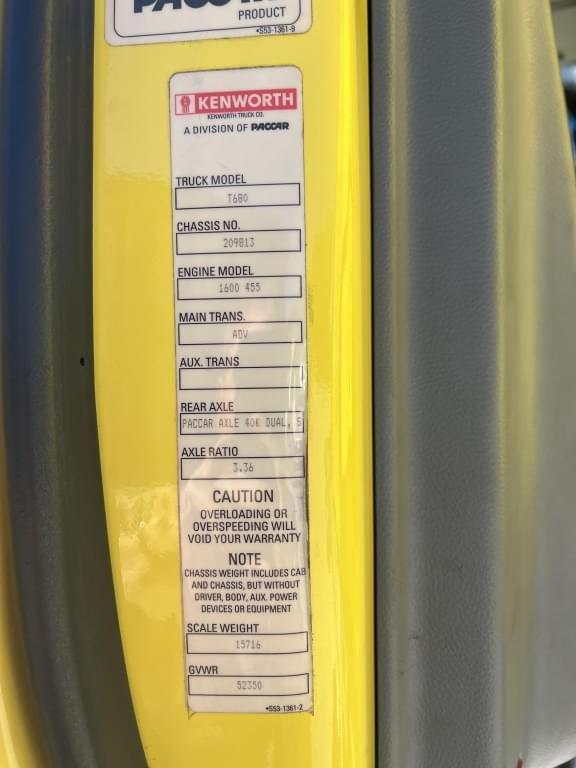 PACCAR
PRODUCT
•S53-1361-9
KENWORTH
KENWORTH TRUCK CO.
A DIVISION OF PACCAR
TRUCK MODEL
T680
CHASSIS NO.
209813
ENGINE MODEL
1600 455
MAIN TRANS.
ADV
AUX. TRANS
REAR AXLE
PACCAR AXLE 40K DUAL, S
AXLE RATIO
3.36
CAUTION
OVERLOADING OR
OVERSPEEDING WILL
VOID YOUR WARRANTY
NOTE
CHASSIS WEIGHT INCLUDES CAB
AND CHASSIS, BUT WITHOUT
DRIVER, BODY, AUX. POWER
DEVICES OR EQUIPMENT
SCALE WEIGHT
15716
GVWR
52350
•S53-1361-2